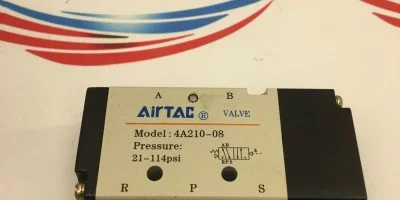 A B
AirTAC ® VALVE
Model: 4A210-08
Pressure:
21~114psi
A B
R P S
R P S